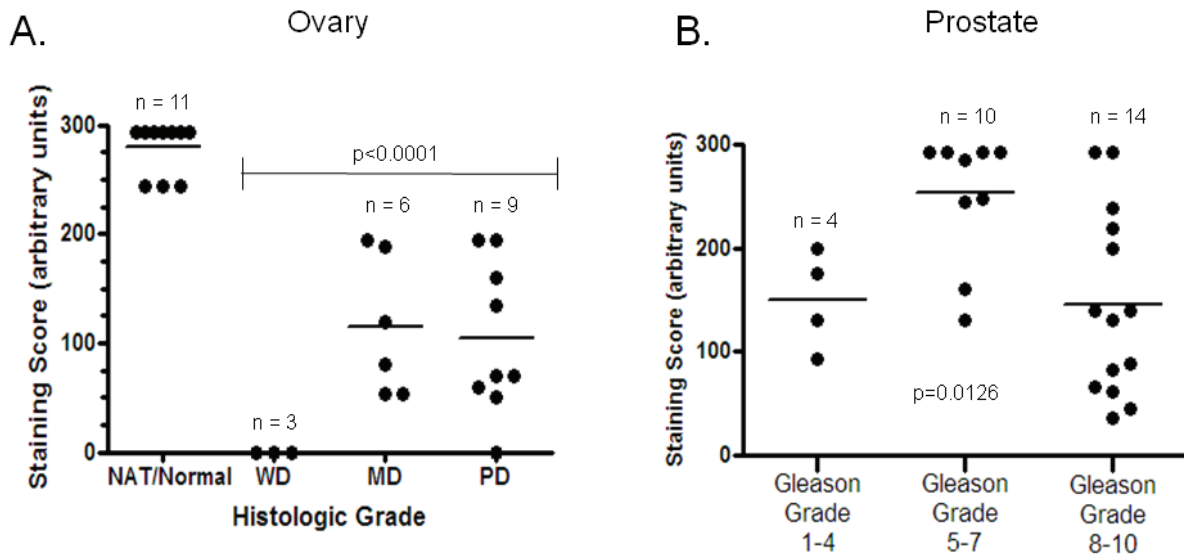 A.
Ovary
Staining Score (arbitrary units)
300
200
100
0
n = 11
p<0.0001
n = 6
n = 9
n = 3
NAT/Normal
WD
MD
PD
Histologic Grade
B.
Prostate
Staining Score (arbitrary units)
300
200
100
0
n = 4
n = 10
n = 14
p=0.0126
Gleason
Grade
1-4
Gleason
Grade
5-7
Gleason
Grade
8-10